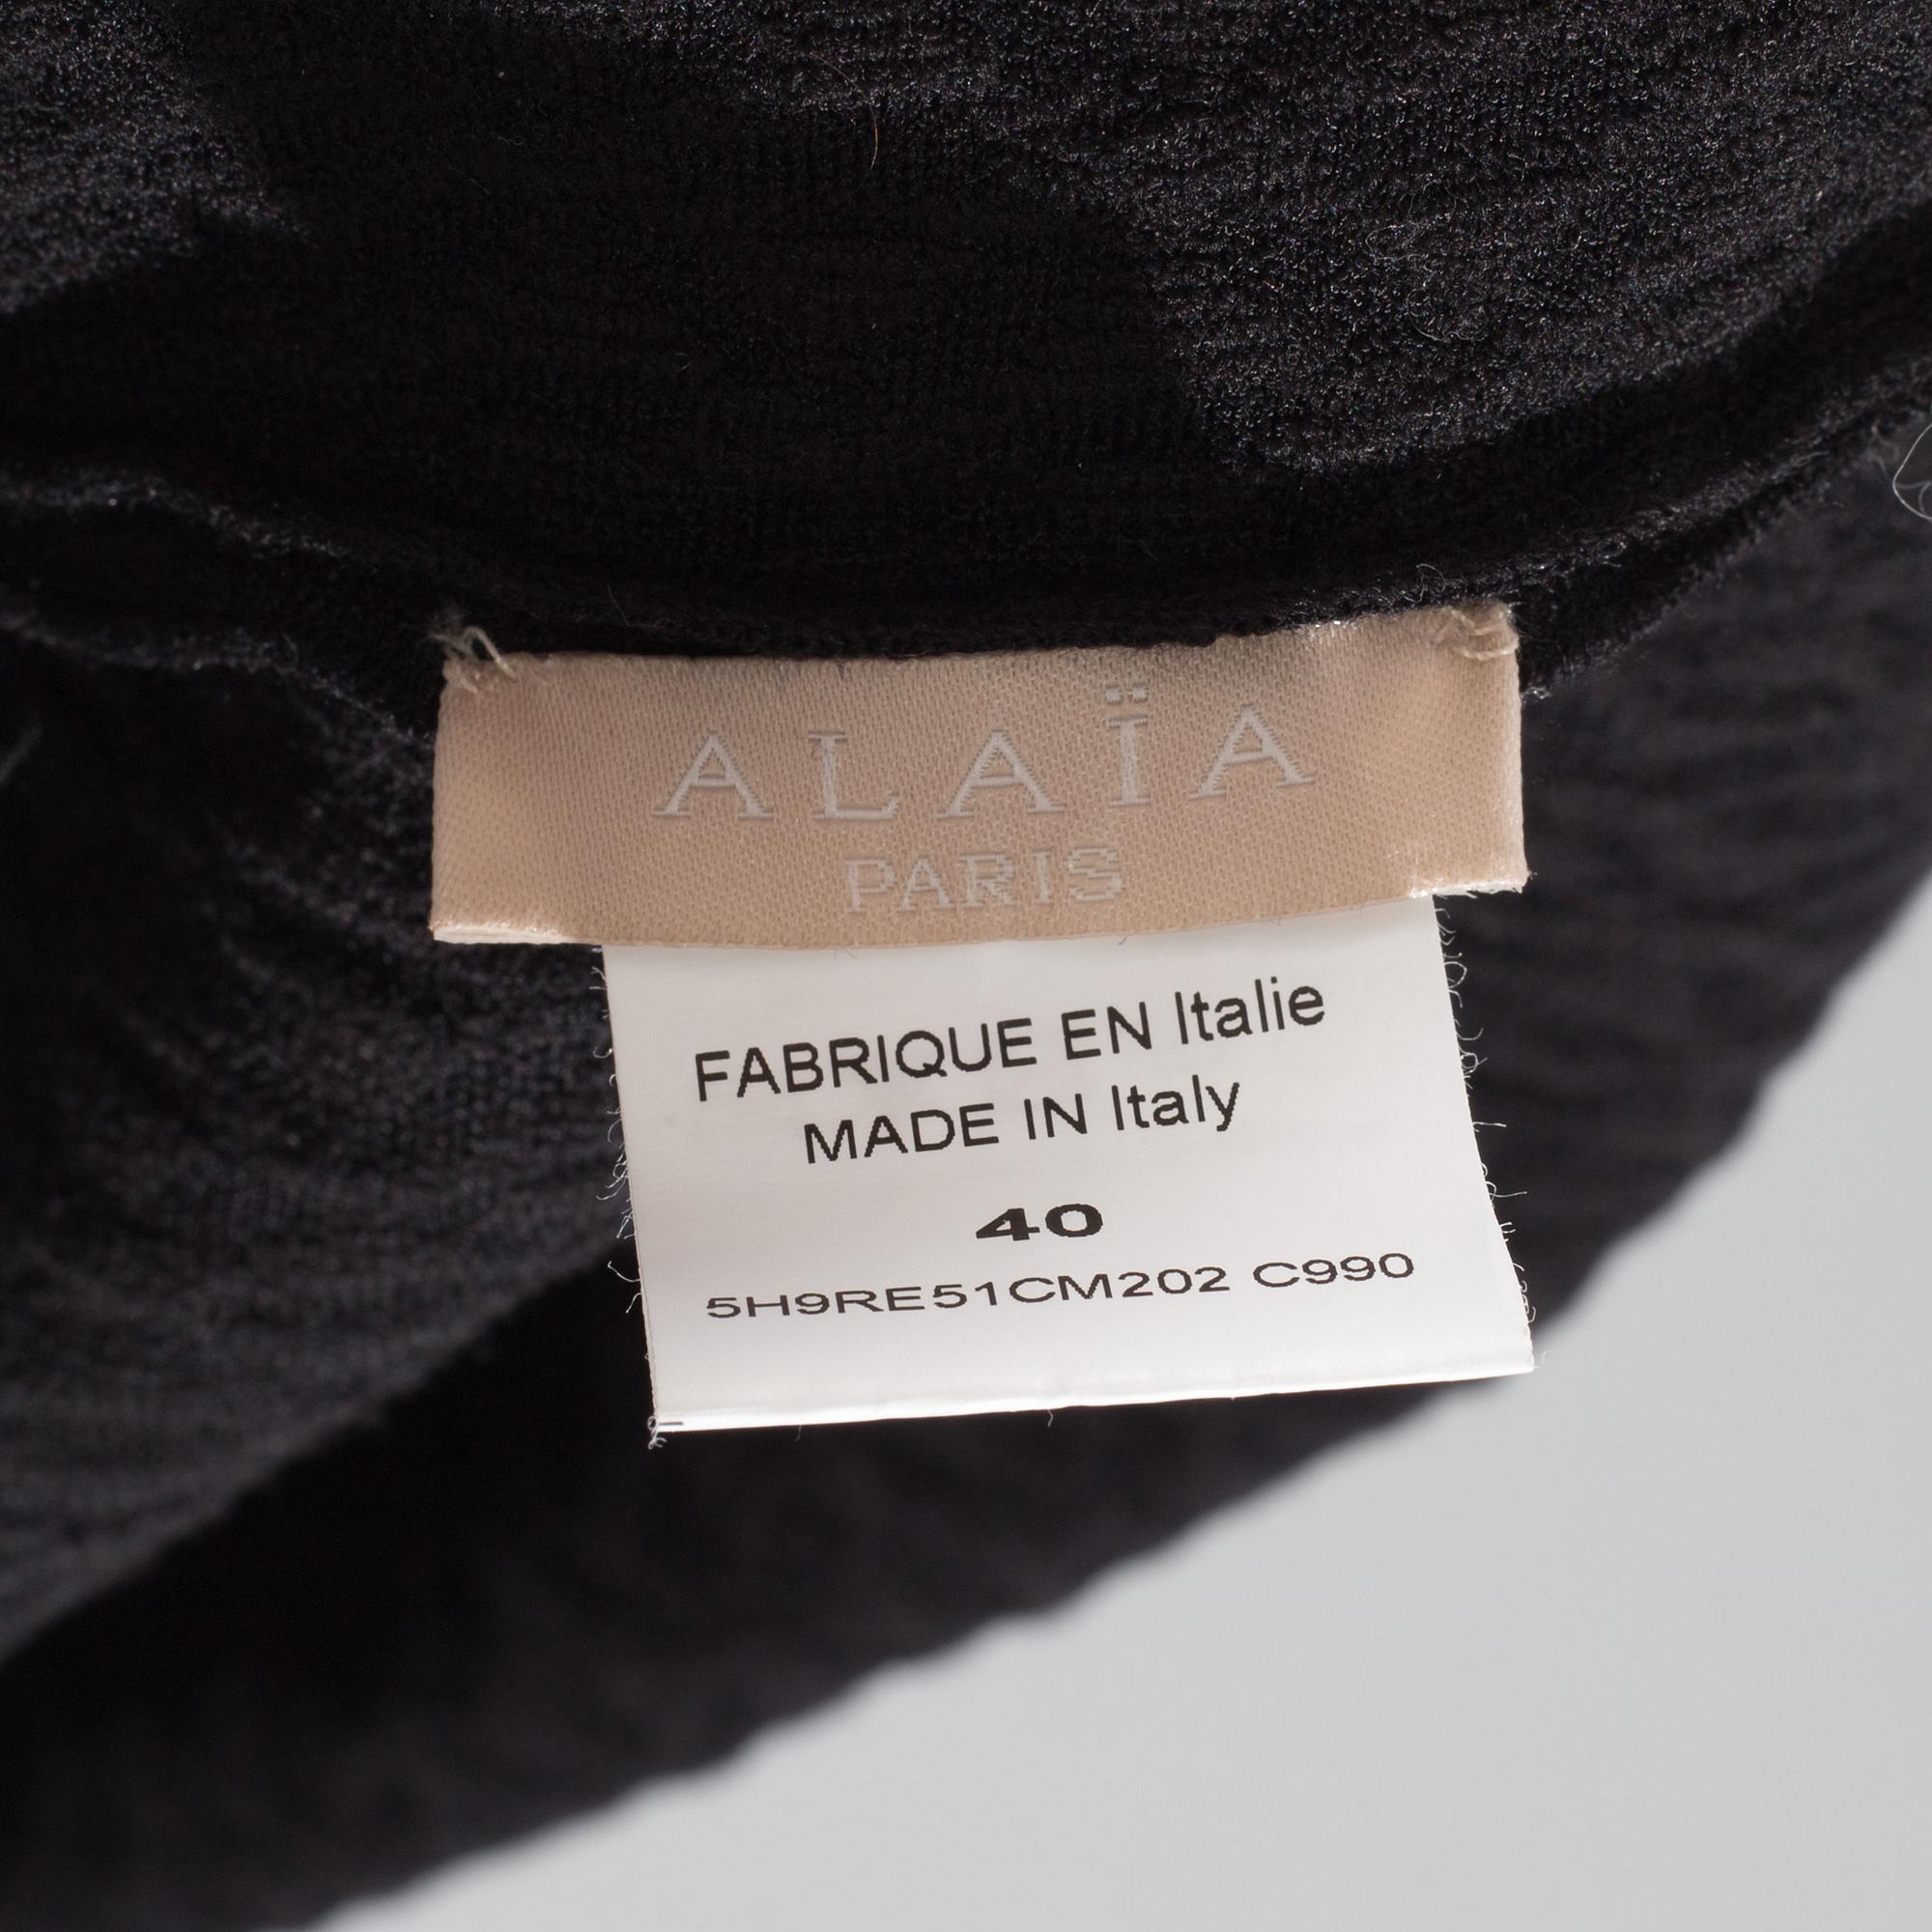 ALAÏA
PARIS
FABRIQUE EN Italie
MADE IN Italy
40
5H9RE51CM202 C990